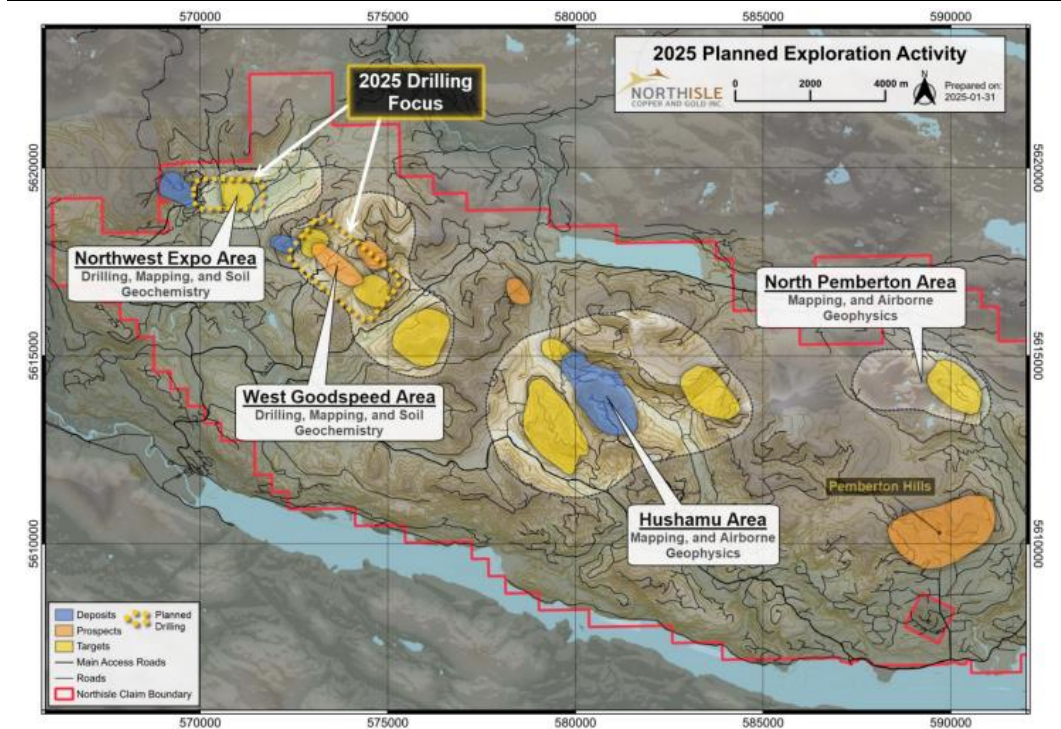 570000 575000 580000 585000 590000
2025 Planned Exploration Activity
NORTHISLE
COPPER AND GOLD INC.
0 2000 4000 m
N
Prepared on:
2025-01-31
2025 Drilling
Focus
5620000 5620000
Northwest Expo Area
Drilling, Mapping, and Soil
Geochemistry
North Pemberton Area
Mapping, and Airborne
Geophysics
5615000 5615000
West Goodspeed Area
Drilling, Mapping, and Soil
Geochemistry
Pemberton Hills
Hushamu Area
Mapping, and Airborne
Geophysics
5610000 5610000
Deposits
Prospects
Targets
Main Access Roads
Roads
Northisle Claim Boundary
Planned
Drilling
570000 575000 580000 585000 590000